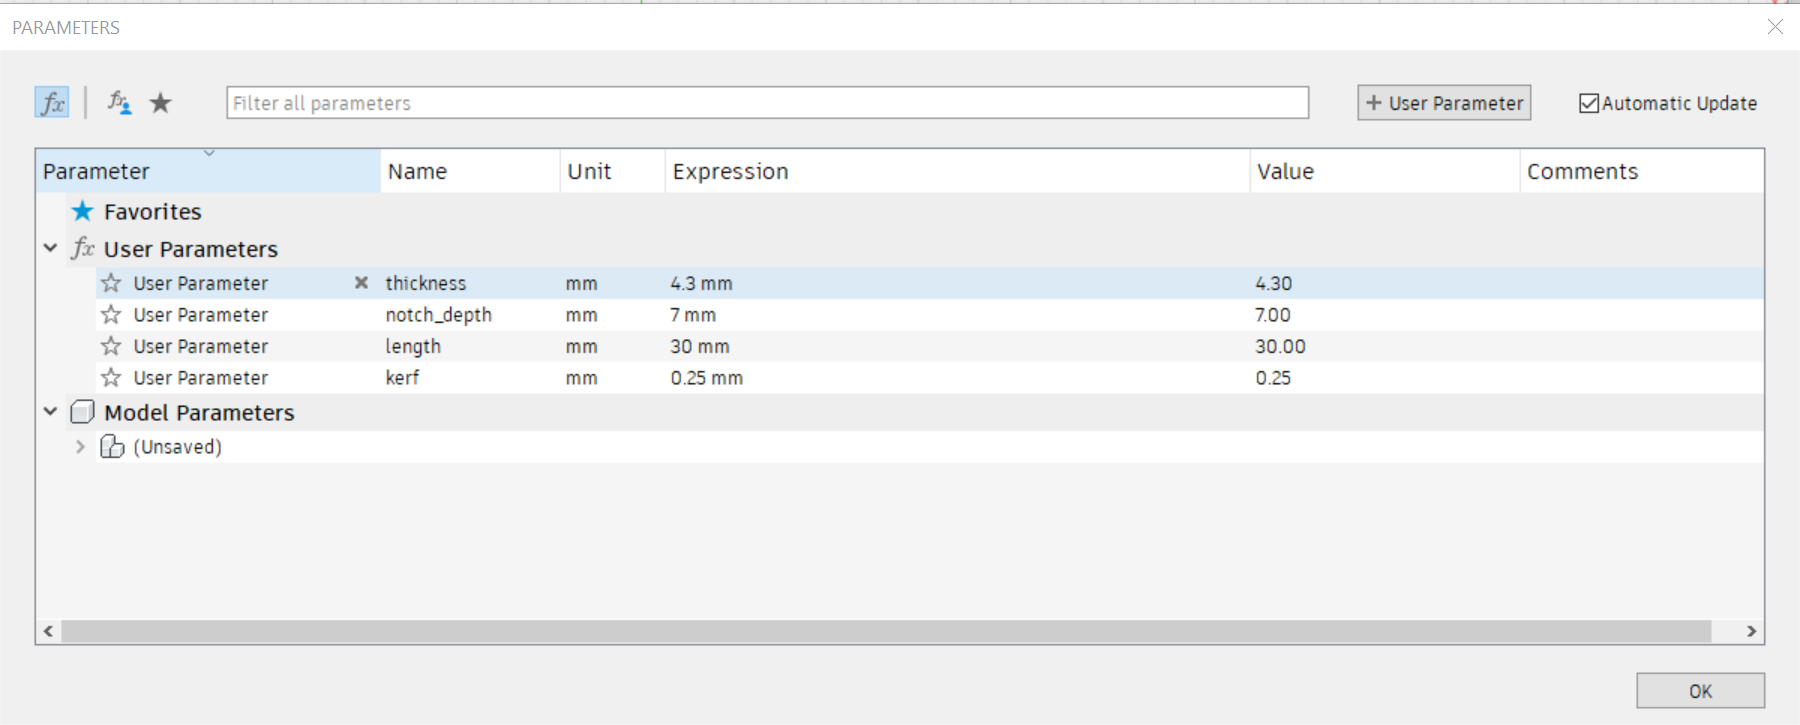 PARAMETERS
fx Filter all parameters + User Parameter Automatic Update
Parameter Name Unit Expression Value Comments
Favorites
fx User Parameters
User Parameter thickness mm 4.3 mm 4.30
User Parameter notch_depth mm 7 mm 7.00
User Parameter length mm 30 mm 30.00
User Parameter kerf mm 0.25 mm 0.25
Model Parameters
(Unsaved)
OK